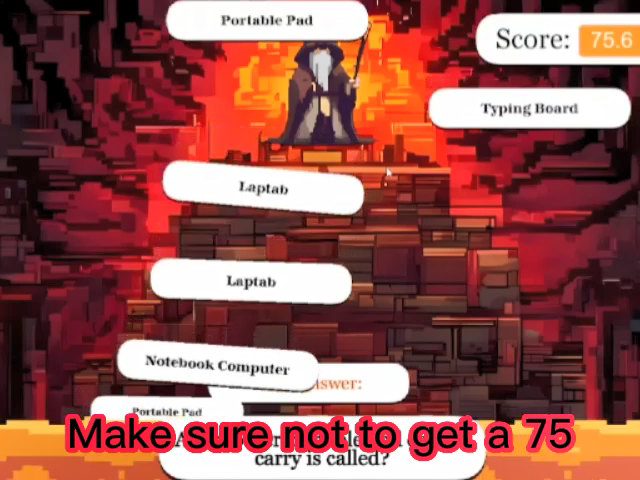 Portable Pad
Score: 75.6
Typing Board
Laptab
Laptab
Notebook Computer
Portable Pad
Make sure not to get a 75
carry is called?